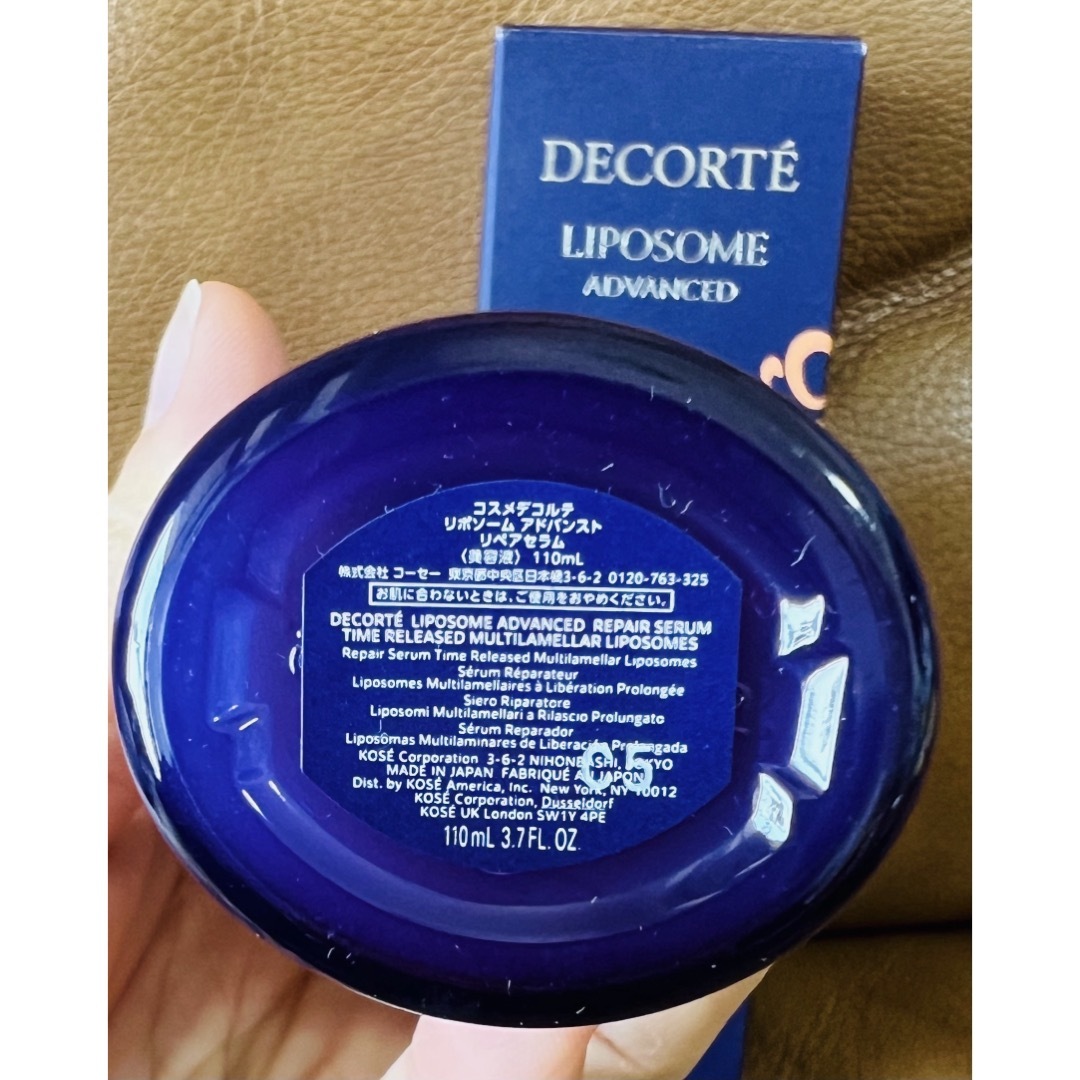 DECORTÉ
LIPOSOME
ADVANCED
コスメデコルテ
リポソーム アドバンスト
リペアセラム
〈美容液〉 110mL
株式会社 コーセー 東京都中央区日本橋3-6-2 0120-763-325
お肌に合わないときは、ご使用をおやめください。
DECORTÉ LIPOSOME ADVANCED REPAIR SERUM
TIME RELEASED MULTILAMELLAR LIPOSOMES
Repair Serum Time Released Multilamellar Liposomes
Sérum Réparateur
Liposomes Multilamellaires à Libération Prolongée
Siero Riparatore
Liposomi Multilamellari a Rilascio Prolungato
Sérum Reparador
Liposomas Multilaminares de Liberación Prolongada
KOSÉ Corporation 3-6-2 NIHONBASHI, TOKYO
MADE IN JAPAN FABRIQUÉ AU JAPON
C5
Dist. by KOSÉ America, Inc. New York, NY 10012
KOSÉ Corporation, Dusseldorf
KOSÉ UK London SW1Y 4PE
110mL 3.7FL.OZ.